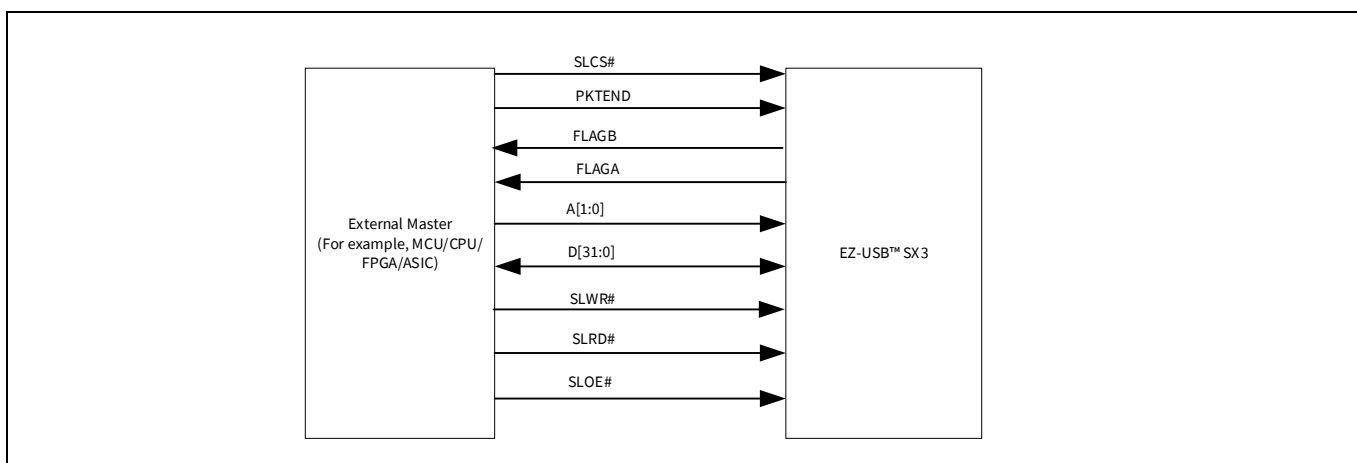 SLCS#
PKTEND
FLAGB
FLAGA
A[1:0]
External Master
(For example, MCU/CPU/
FPGA/ASIC)
D[31:0]
EZ-USB™ SX3
SLWR#
SLRD#
SLOE#